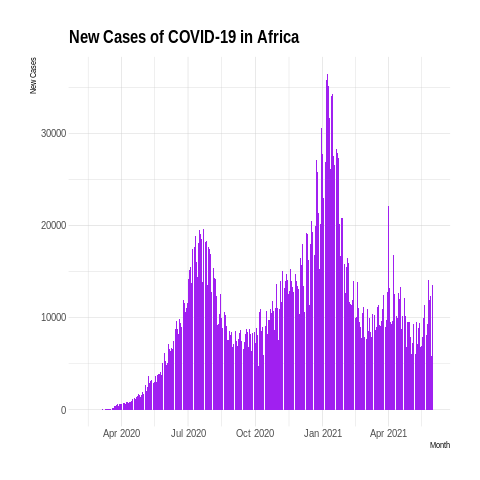 New Cases of COVID-19 in Africa
New Cases
30000
20000
10000
0
Apr 2020 Jul 2020 Oct 2020 Jan 2021 Apr 2021
Month